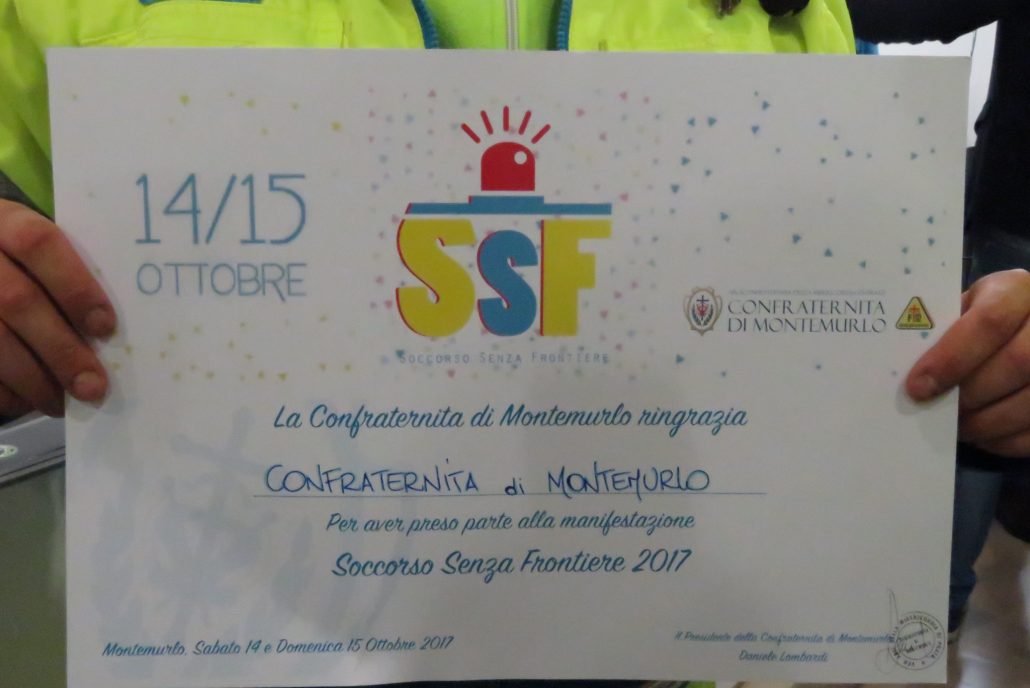 14/15
OTTOBRE
SSF
SOCCORSO SENZA FRONTIERE
CONFRATERNITA
DI MONTEMURLO
La Confraternita di Montemurlo ringrazia
CONFRATERNITA di MONTEMURLO
Per aver preso parte alla manifestazione
Soccorso Senza Frontiere 2017
Montemurlo, Sabato 14 e Domenica 15 Ottobre 2017
Il Presidente della Confraternita di Montemurlo
Daniele Lombardi